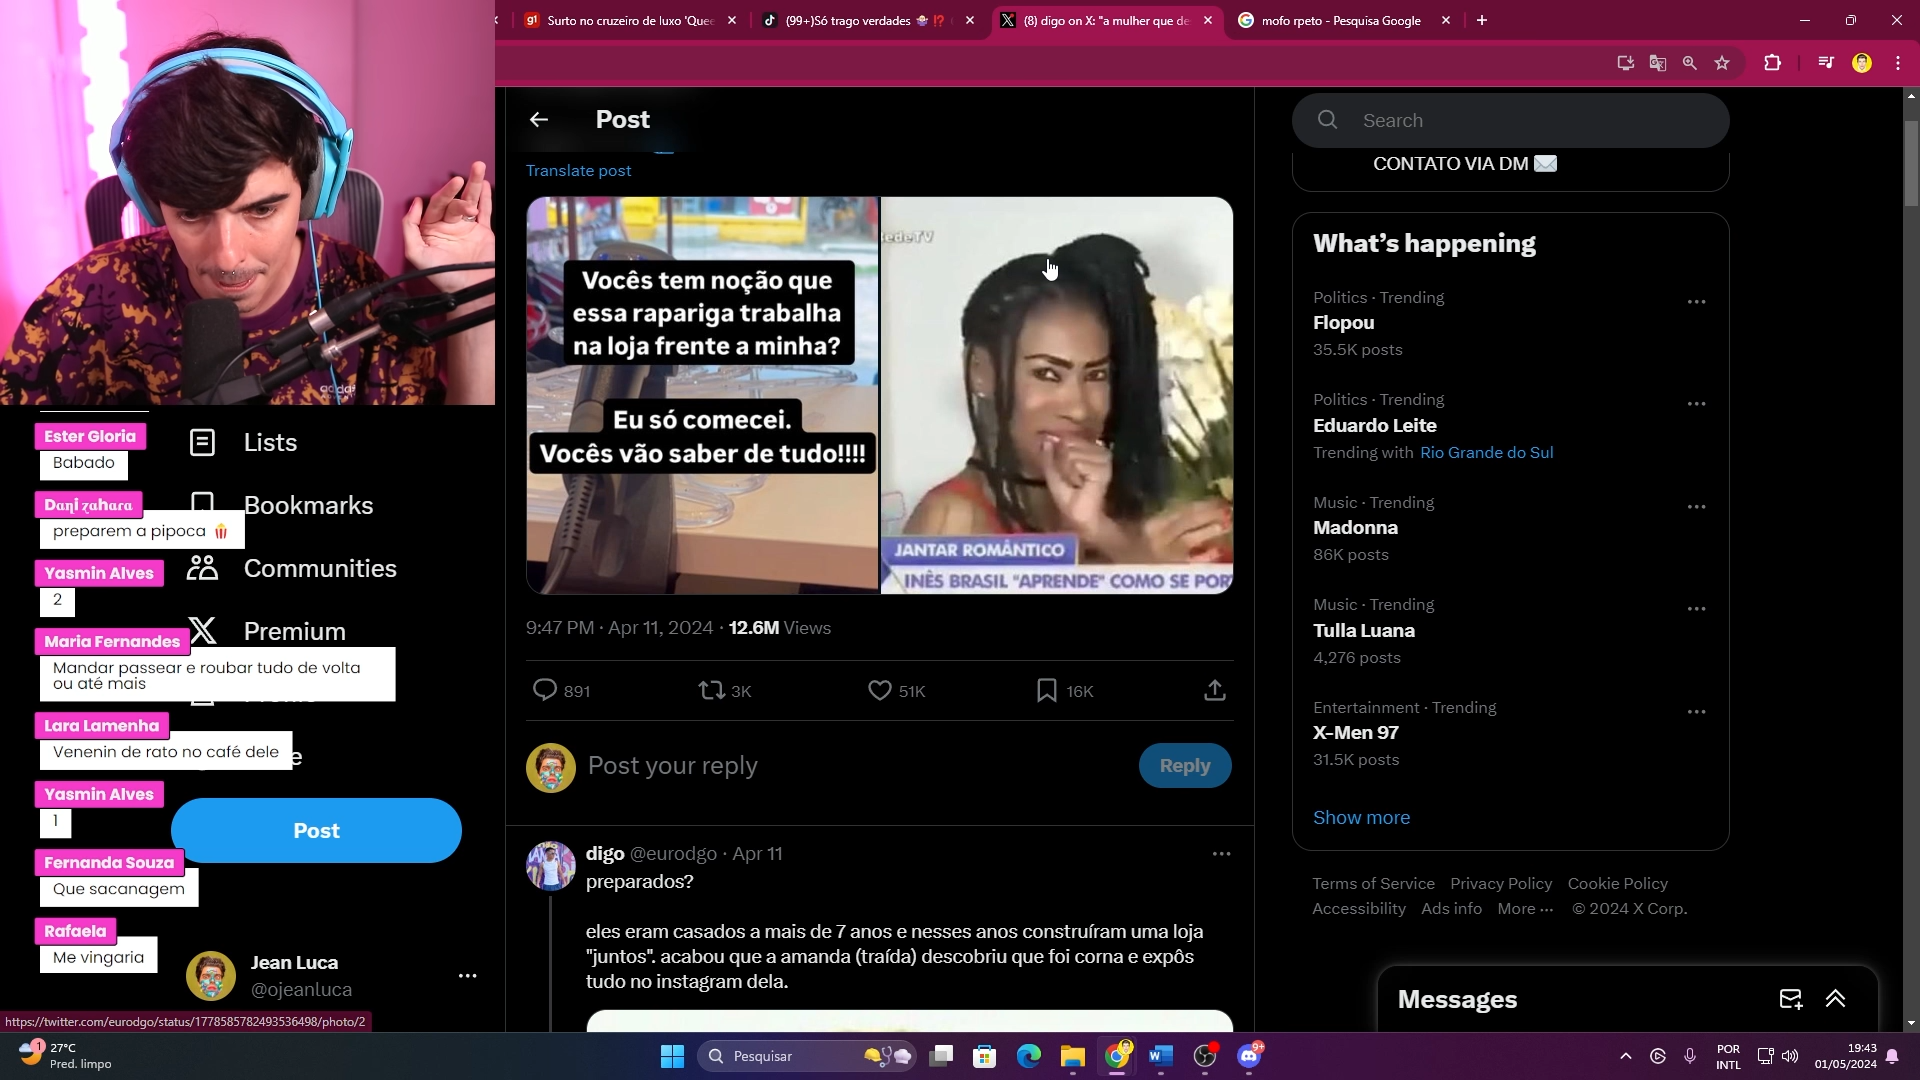 Surto no cruzeiro de luxo 'Quee
(99+)Só trago verdades
(8) digo on X: "a mulher que de
mofo rpeto - Pesquisa Google
Post
Search
Translate post
CONTATO VIA DM
Vocês tem noção que
essa rapariga trabalha
na loja frente a minha?
Eu só comecei.
Vocês vão saber de tudo!!!!
edeTV
JANTAR ROMÂNTICO
INÊS BRASIL "APRENDE" COMO SE POR
What's happening
Politics · Trending
Flopou
35.5K posts
Politics · Trending
Eduardo Leite
Trending with Rio Grande do Sul
Music · Trending
Madonna
86K posts
Music · Trending
Tulla Luana
4,276 posts
Entertainment · Trending
X-Men 97
31.5K posts
Show more
Terms of Service Privacy Policy Cookie Policy
Accessibility Ads info More ··· © 2024 X Corp.
Messages
9:47 PM · Apr 11, 2024 · 12.6M Views
891 3K 51K 16K
Post your reply
Reply
digo @eurodgo · Apr 11
preparados?
eles eram casados a mais de 7 anos e nesses anos construíram uma loja
"juntos". acabou que a amanda (traída) descobriu que foi corna e expôs
tudo no instagram dela.
Lists
Bookmarks
Communities
Premium
Post
Jean Luca
@ojeanluca
Ester Gloria
Babado
Dani zahara
preparem a pipoca 🍿
Yasmin Alves
2
Maria Fernandes
Mandar passear e roubar tudo de volta
ou até mais
Lara Lamenha
Venenin de rato no café dele
Yasmin Alves
1
Fernanda Souza
Que sacanagem
Rafaela
Me vingaria
https://twitter.com/eurodgo/status/1778585782493536498/photo/2
27°C
Pred. limpo
Pesquisar
POR
INTL
19:43
01/05/2024